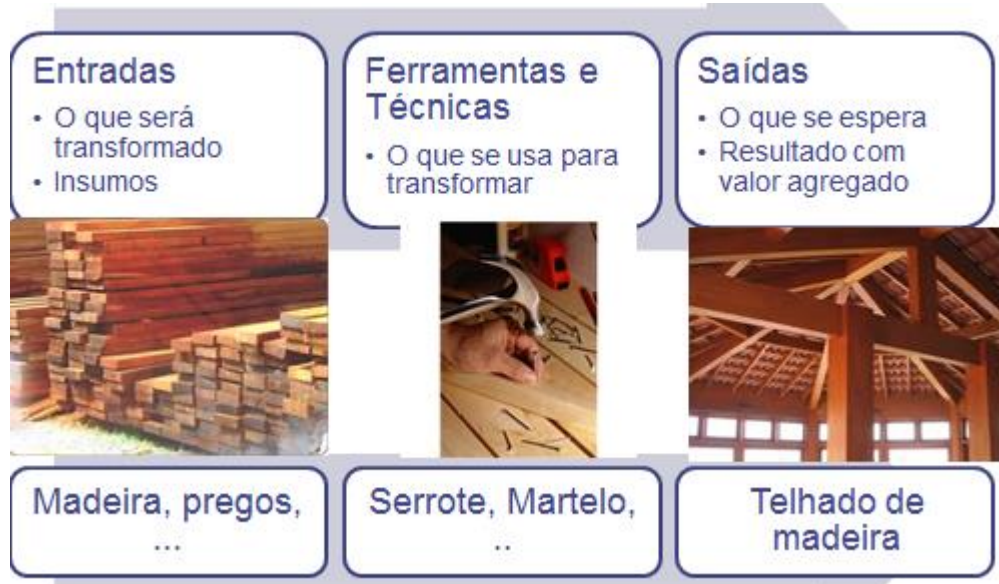 Entradas
• O que será
transformado
• Insumos
Ferramentas e
Técnicas
• O que se usa para
transformar
Saídas
• O que se espera
• Resultado com
valor agregado
Madeira, pregos,
...
Serrote, Martelo,
..
Telhado de
madeira